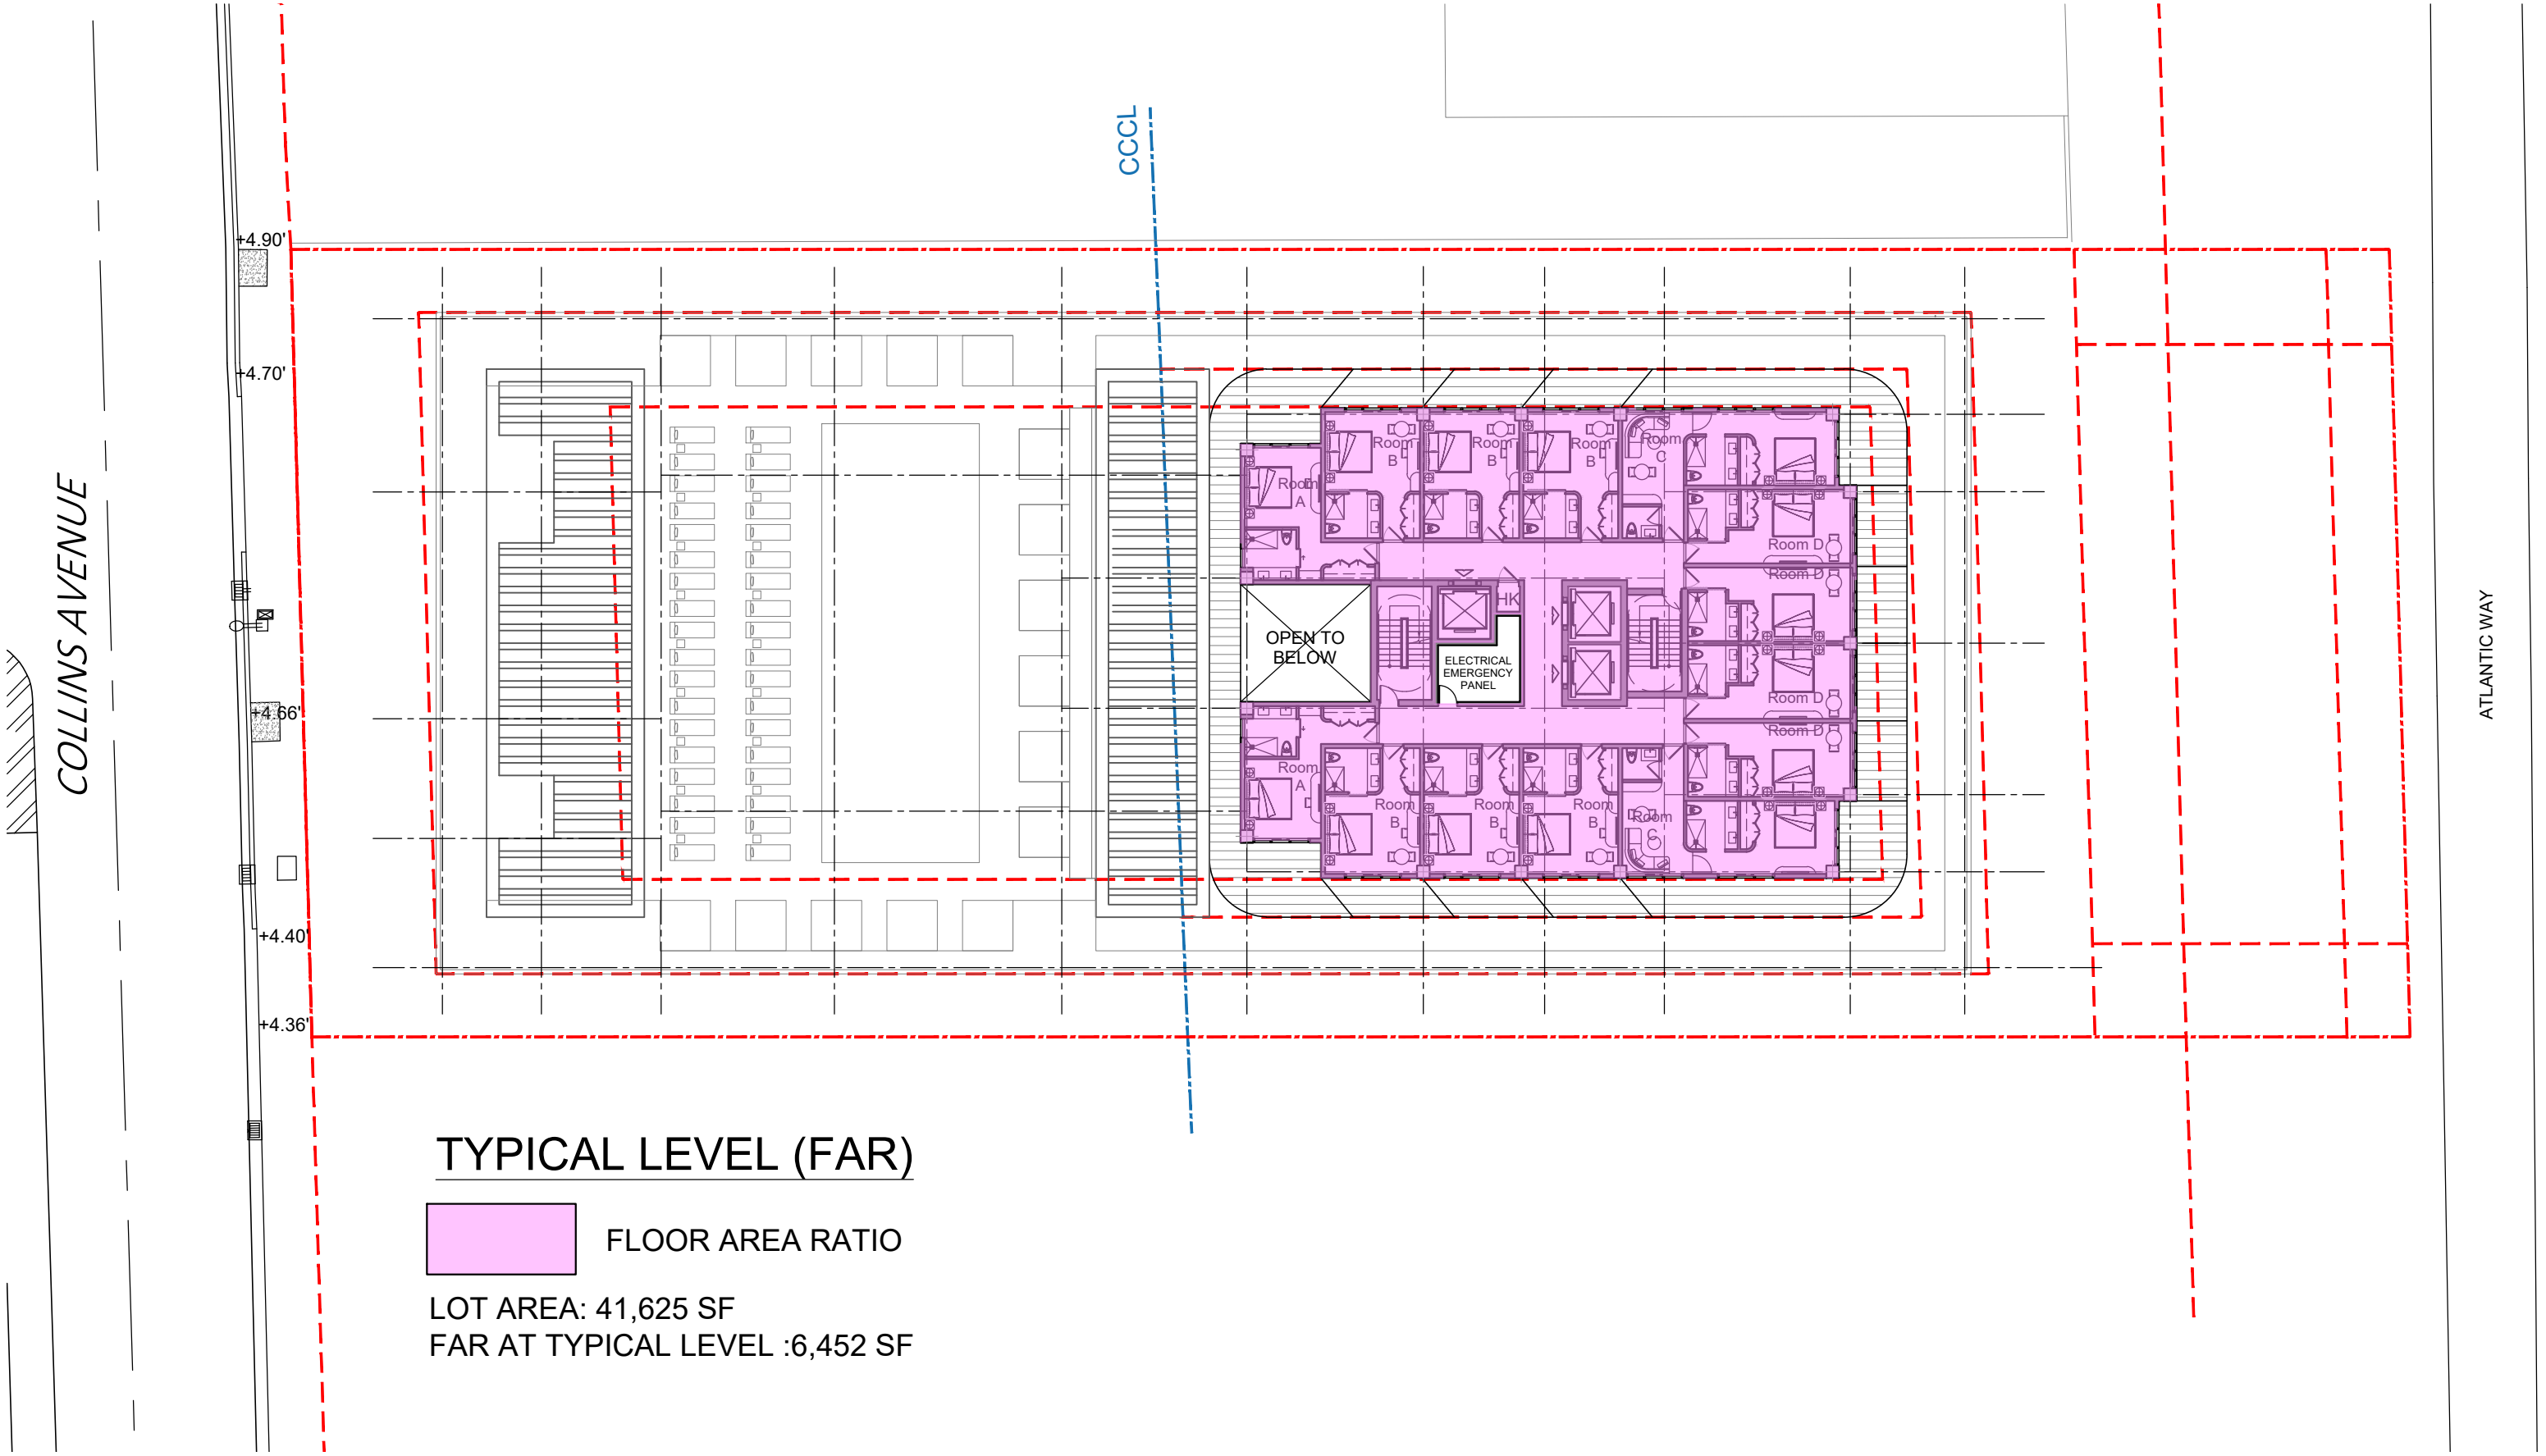 CCCL
+4.90'
+4.70'
COLLINS AVENUE
+4.66'
+4.40'
+4.36'
Room
B
Room
B
Room
B
Room
C
Room
A
Room D
Room D
HK
OPEN TO
BELOW
ELECTRICAL
EMERGENCY
PANEL
Room D
Room D
Room
A
Room
B
Room
B
Room
B
Room
C
ATLANTIC WAY
TYPICAL LEVEL (FAR)
FLOOR AREA RATIO
LOT AREA: 41,625 SF
FAR AT TYPICAL LEVEL :6,452 SF